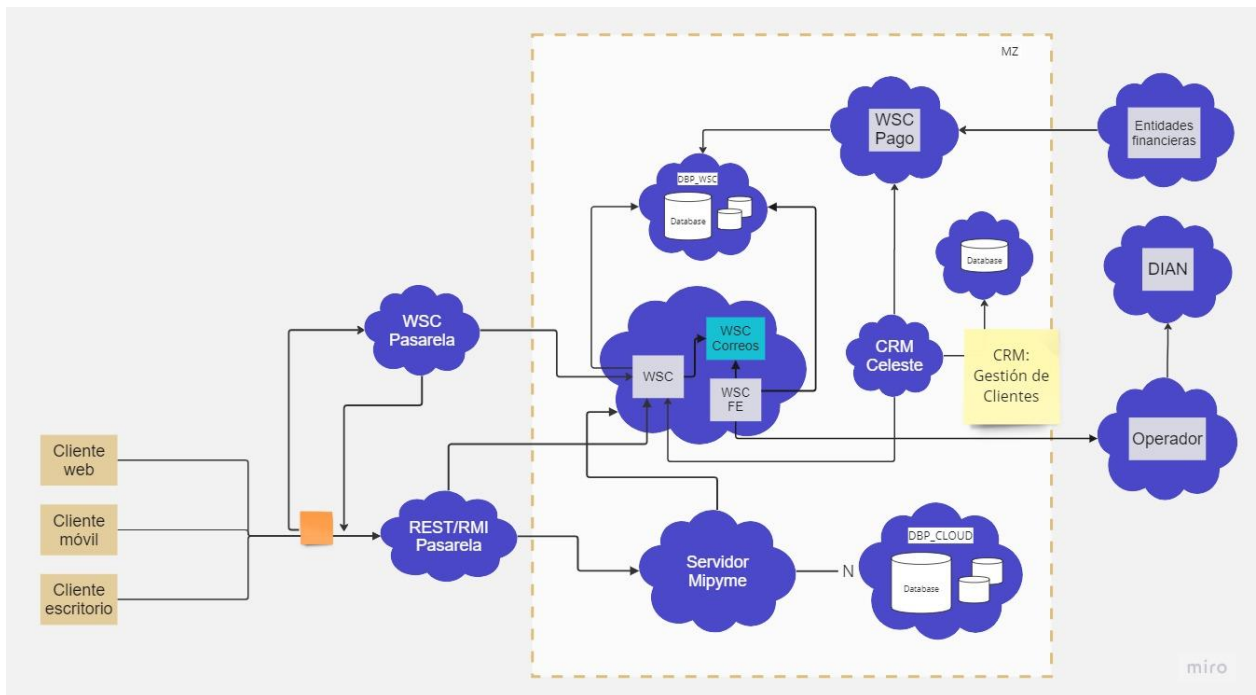 MZ
WSC
Pago
Entidades
financieras
DBP_WSC
Database
Database
DIAN
WSC
Pasarela
WSC
Correos
WSC
WSC
FE
CRM
Celeste
CRM:
Gestión de
Clientes
Operador
Cliente
web
Cliente
móvil
Cliente
escritorio
REST/RMI
Pasarela
Servidor
Mipyme
N
DBP_CLOUD
Database
miro